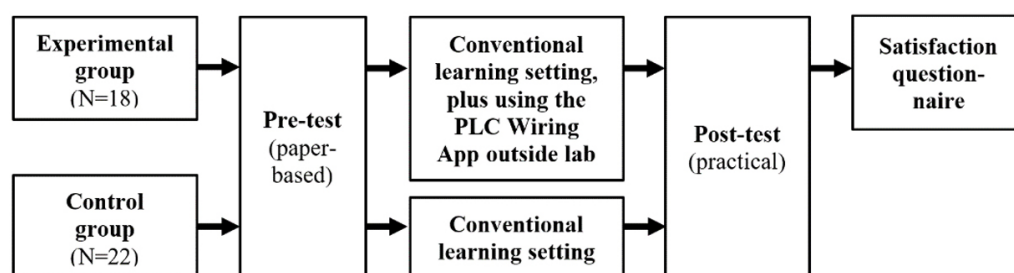 Experimental
group
(N=18)
Control
group
(N=22)
Pre-test
(paper-
based)
Conventional
learning setting,
plus using the
PLC Wiring
App outside lab
Conventional
learning setting
Post-test
(practical)
Satisfaction
question-
naire